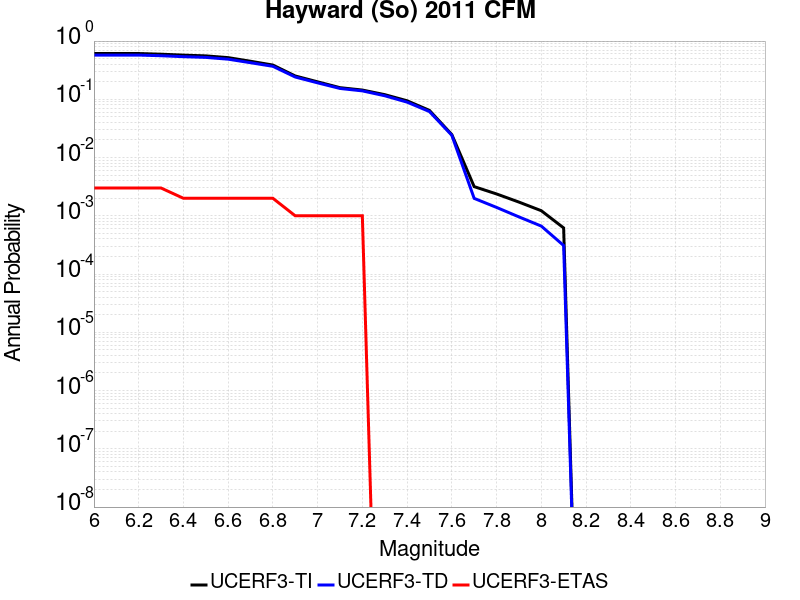 Hayward (So) 2011 CFM
10^0
10^-1
10^-2
10^-3
10^-4
10^-5
10^-6
10^-7
10^-8
Annual Probability
6 6.2 6.4 6.6 6.8 7 7.2 7.4 7.6 7.8 8 8.2 8.4 8.6 8.8 9
Magnitude
UCERF3-TI UCERF3-TD UCERF3-ETAS